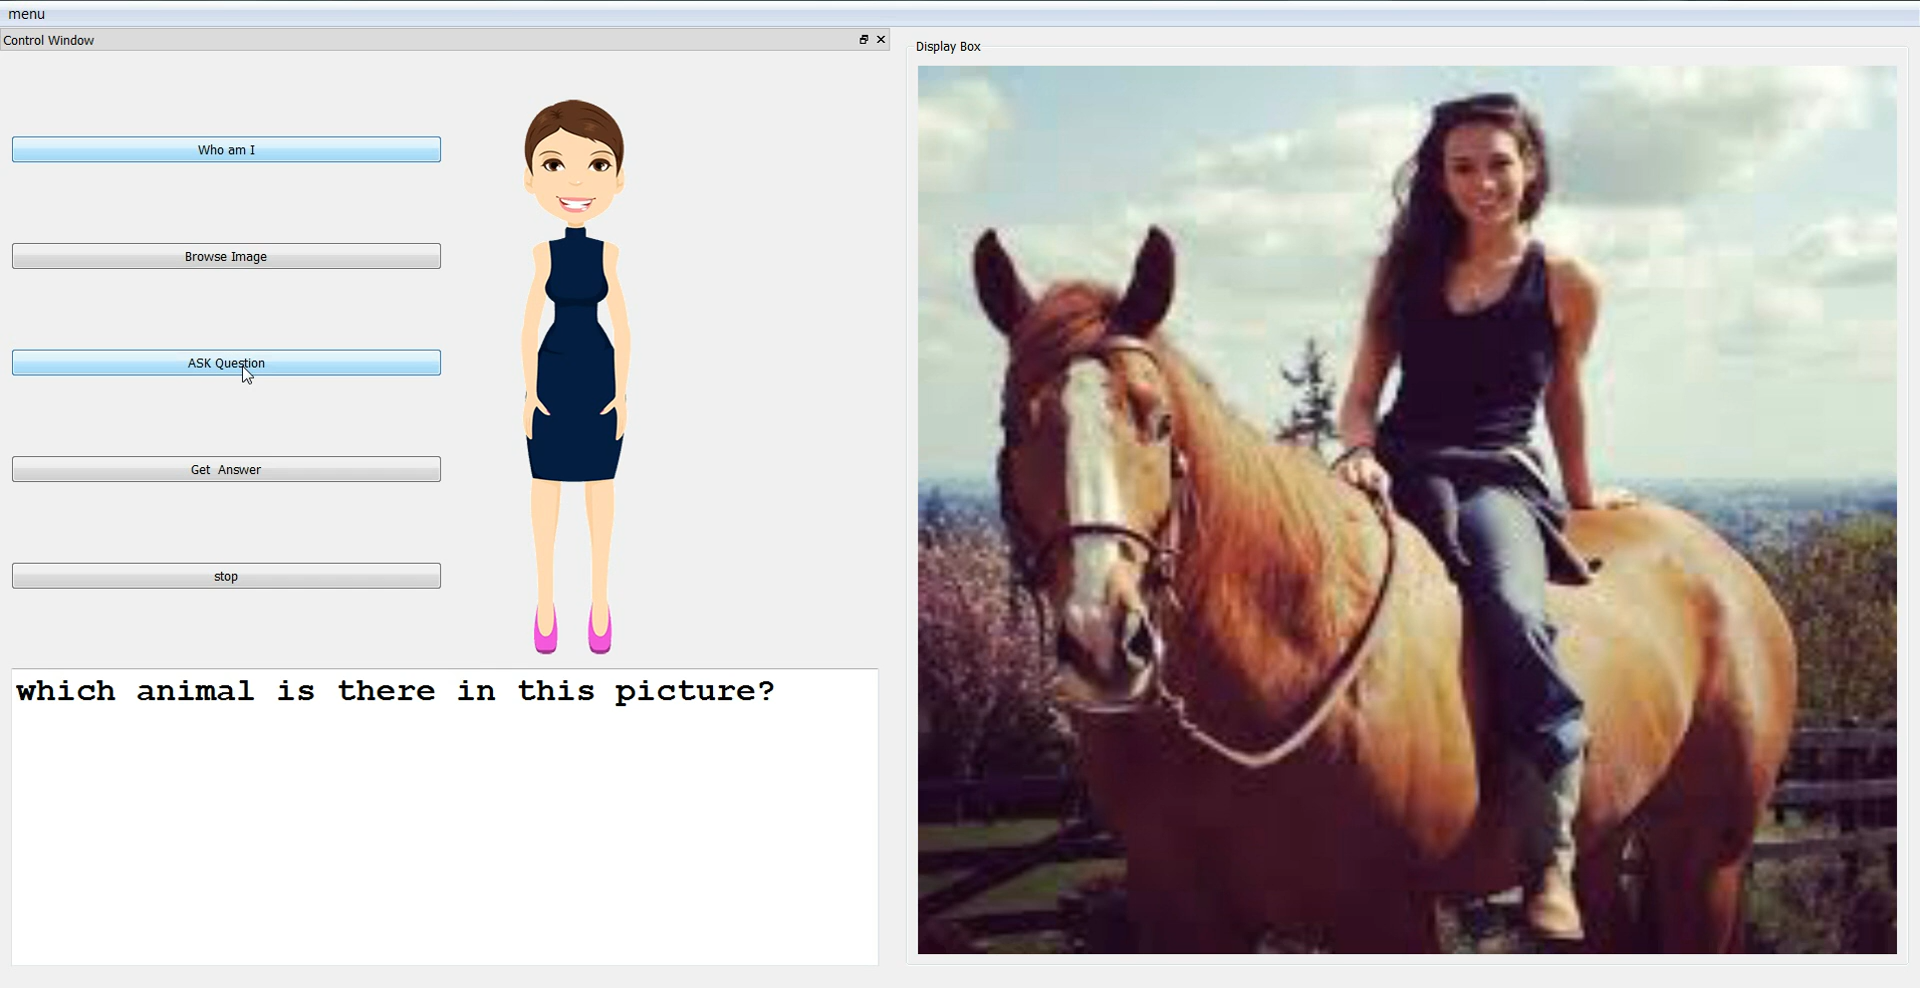 menu
Control Window
Display Box
Who am I
Browse Image
ASK Question
Get  Answer
stop
which animal is there in this picture?